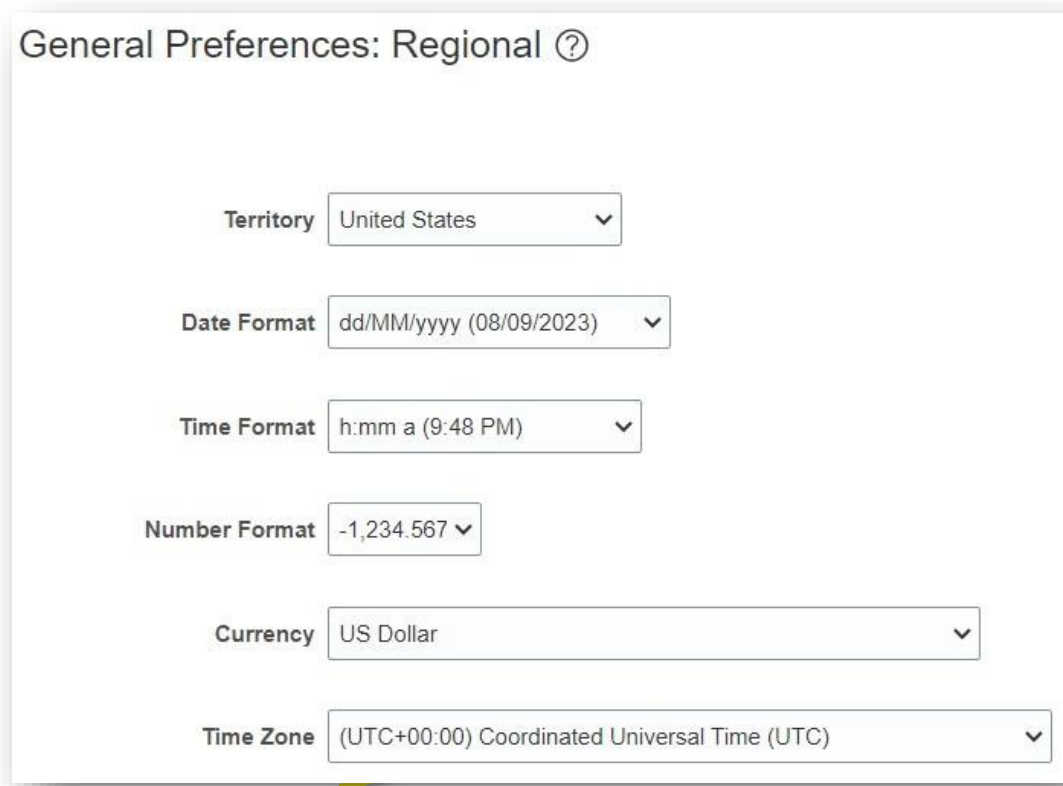 General Preferences: Regional ?
Territory United States
Date Format dd/MM/yyyy (08/09/2023)
Time Format h:mm a (9:48 PM)
Number Format -1,234.567
Currency US Dollar
Time Zone (UTC+00:00) Coordinated Universal Time (UTC)